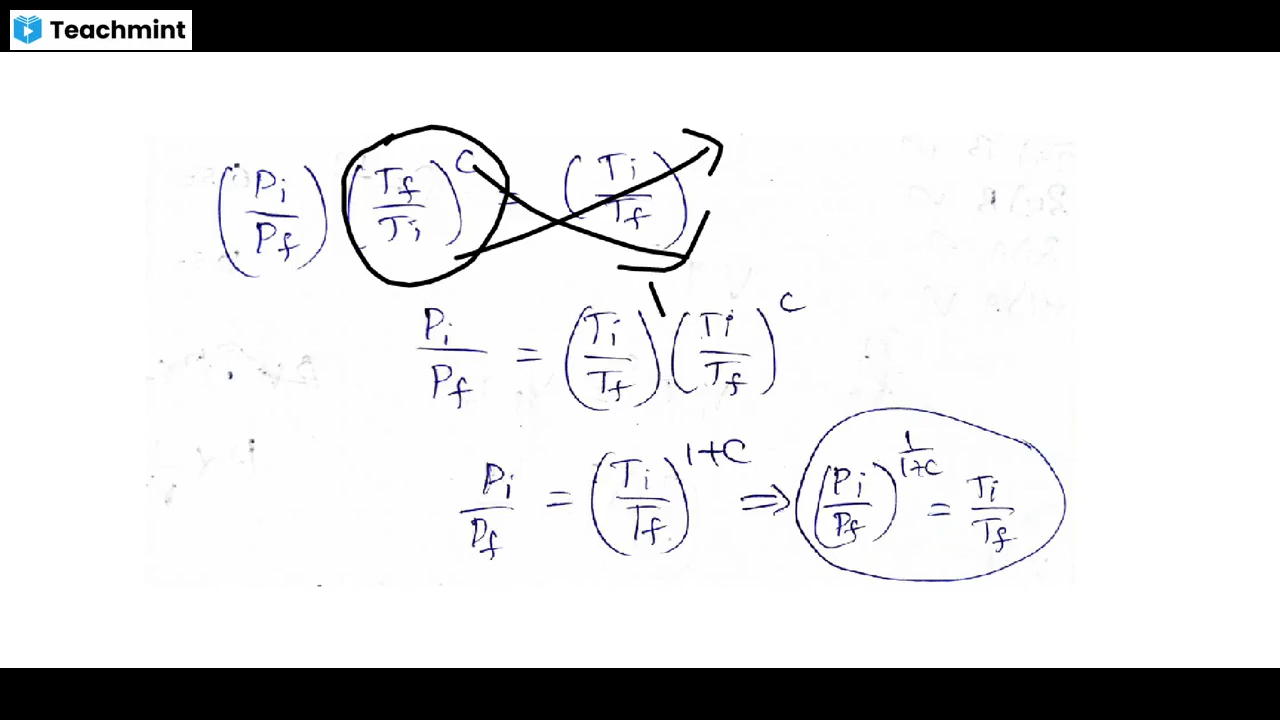 Teachmint
(Pi/Pf) (Tf/Ti)^c = (Ti/Tf)
Pi/Pf = (Ti/Tf)^1 (Ti/Tf)^c
Pi/Pf = (Ti/Tf)^1+c ⇒ (Pi/Pf)^1/1+c = Ti/Tf